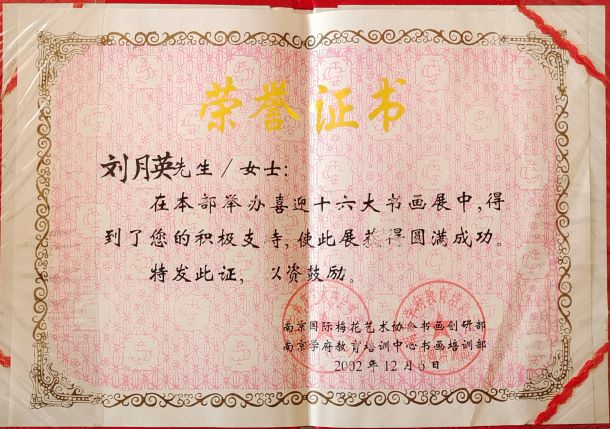 荣誉证书
刘月英先生/女士:
在本部举办喜迎十六大书画展中,得
到了您的积极支持,使此展获得圆满成功。
特发此证, 以资鼓励。
南京国际梅花艺术协会书画创研部
南京学府教育培训中心书画培训部
2002年12月6日